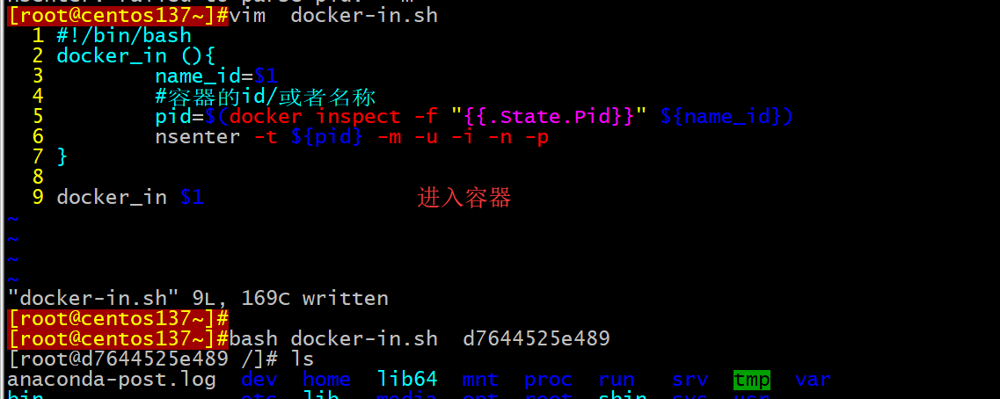 [root@centos137~]#vim  docker-in.sh
1 #!/bin/bash
2 docker_in (){
3         name_id=$1
4         #容器的id/或者名称
5         pid=$(docker inspect -f "{{.State.Pid}}" ${name_id})
6         nsenter -t ${pid} -m -u -i -n -p
7 }
8
9 docker_in $1 进入容器
~
~
~
~
"docker-in.sh" 9L, 169C written
[root@centos137~]#
[root@centos137~]#bash docker-in.sh  d7644525e489
[root@d7644525e489 /]# ls
anaconda-post.log  dev  home  lib64  mnt  proc  run  srv  tmp  var